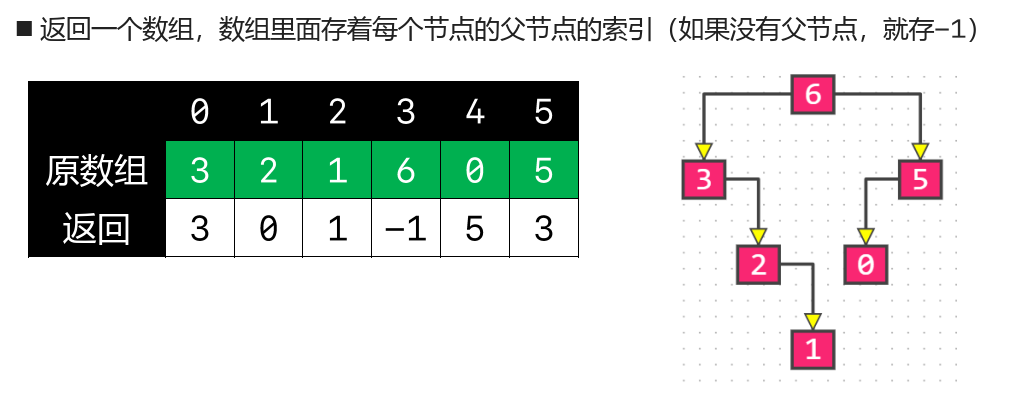 ■ 返回一个数组，数组里面存着每个节点的父节点的索引（如果没有父节点，就存−1）
0 1 2 3 4 5
原数组 3 2 1 6 0 5
返回 3 0 1 −1 5 3
6
3 5
2 0
1